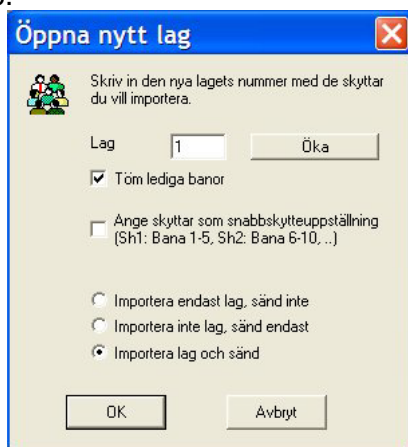 Öppna nytt lag
Skriv in den nya lagets nummer med de skyttar
du vill importera.
Lag 1 Öka
Töm lediga banor
Ange skyttar som snabbskytteuppställning
(Sh1: Bana 1-5, Sh2: Bana 6-10, ..)
Importera endast lag, sänd inte
Importera inte lag, sänd endast
Importera lag och sänd
OK Avbryt